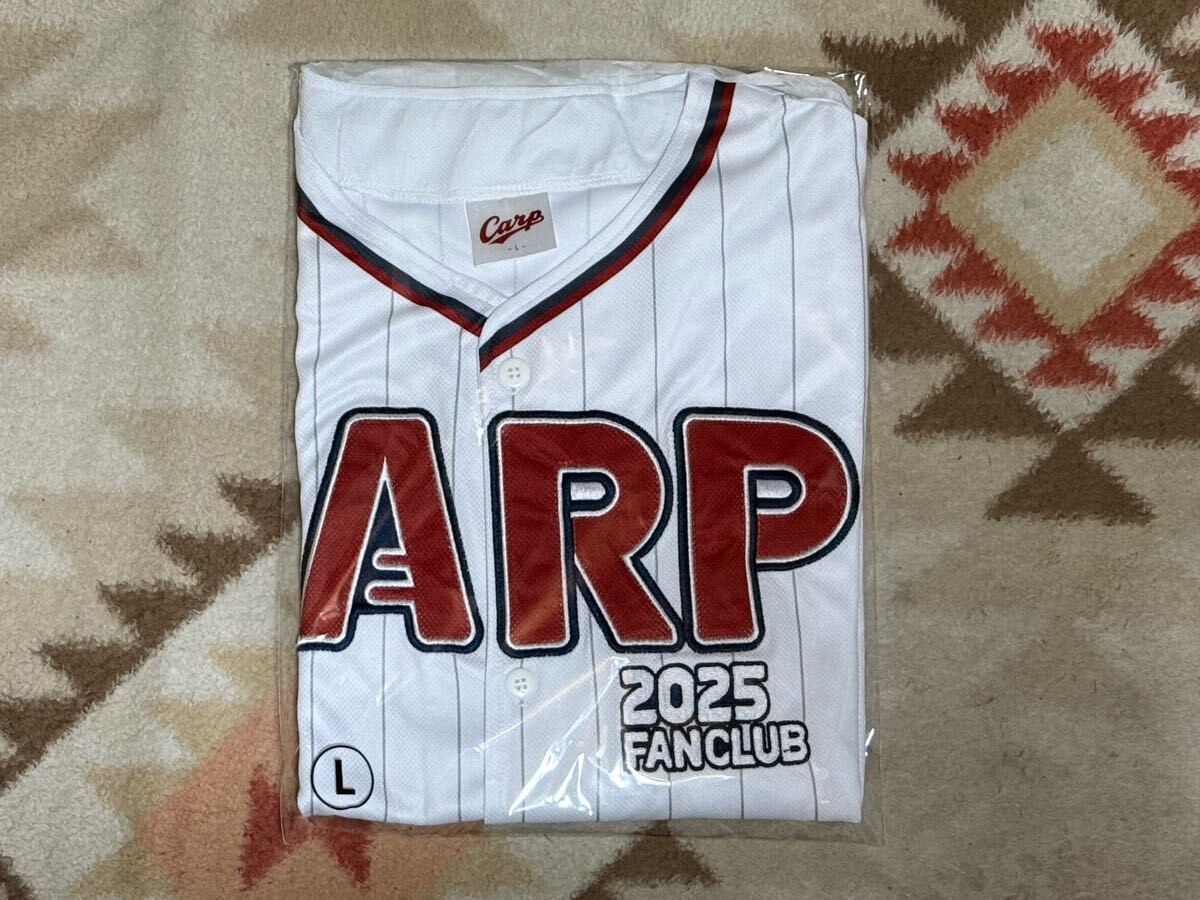 Carp
- L -
ARP
2025
FANCLUB
L